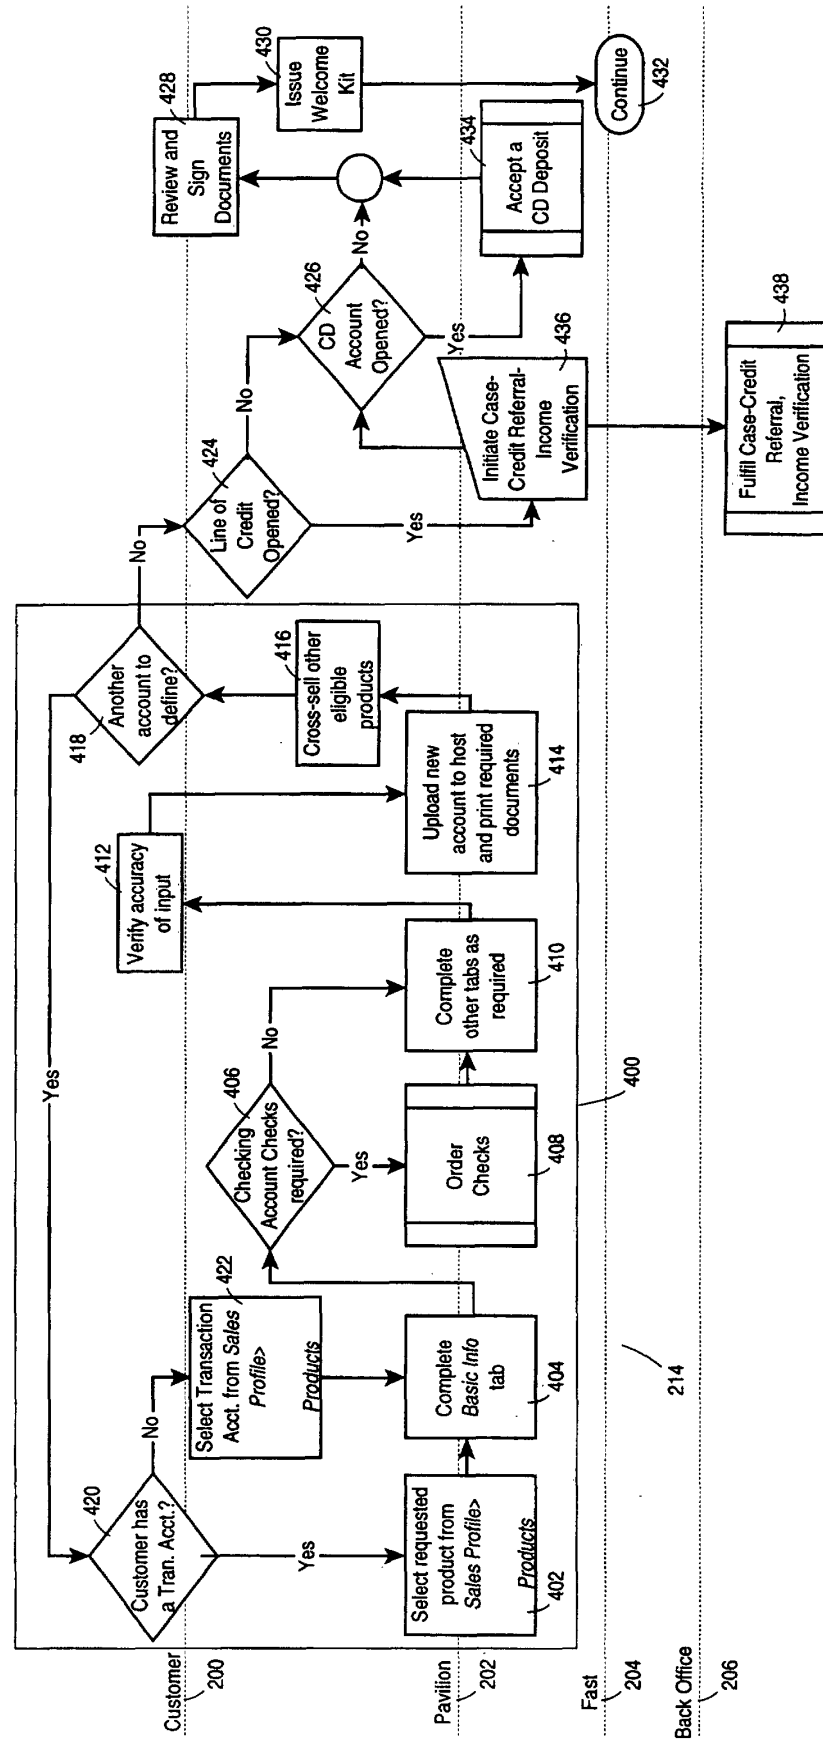 Customer
200
Pavilion
202
Fast
204
Back Office
206
420
Customer has
a Tran. Acct.?
Yes
No
Select requested
product from
Sales Profile>
Products
402
Select Transaction
Acct. from Sales
Profile>
Products
422
Complete
Basic Info
tab
404
214
Checking
Account Checks
required?
406
Yes
No
Order
Checks
408
400
Complete
other tabs as
required
410
Verify accuracy
of input
412
Upload new
account to host
and print required
documents
414
Cross-sell other
eligible
products
416
Another
account to
define?
418
Yes
No
Line of
Credit
Opened?
424
Yes
No
Initiate Case-
Credit Referral-
Income
Verification
436
Fulfil Case-Credit
Referral,
Income Verification
438
CD
Account
Opened?
426
Yes
No
Accept a
CD Deposit
434
Review and
Sign
Documents
428
Issue
Welcome
Kit
430
Continue
432